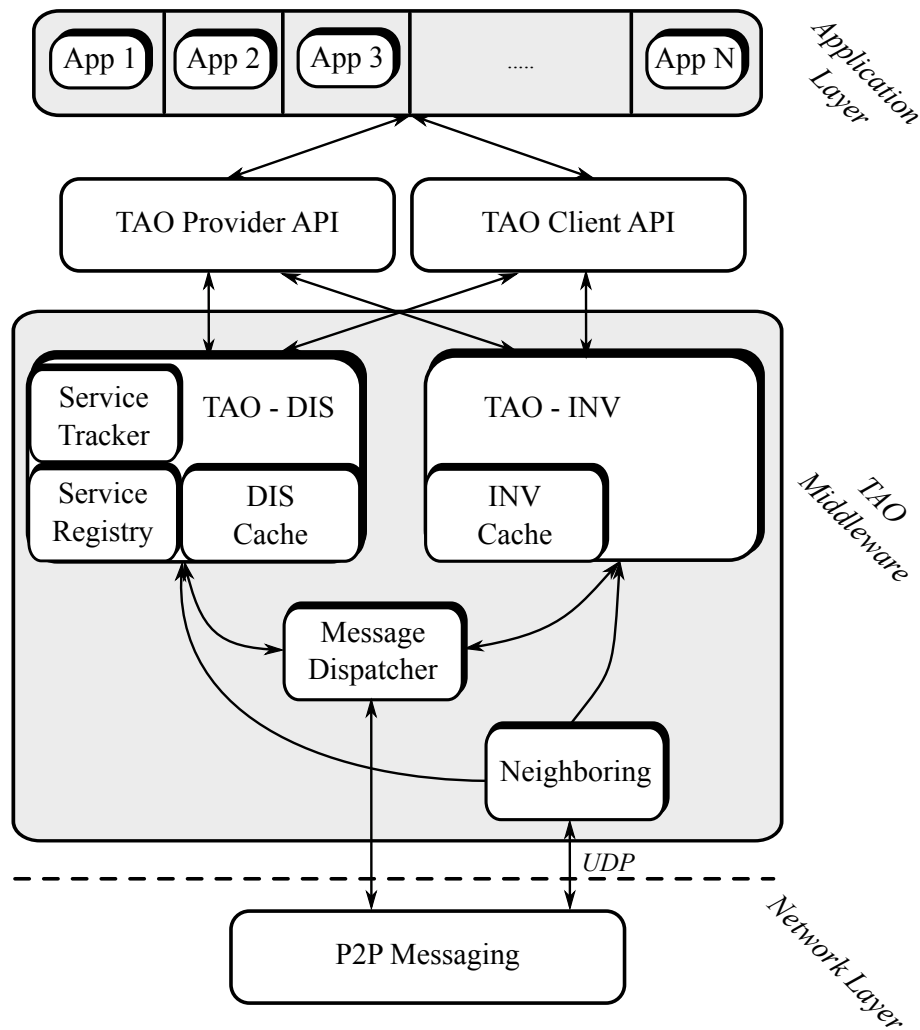 App 1
App 2
App 3
.....
App N
Application
Layer
TAO Provider API
TAO Client API
Service
Tracker
TAO - DIS
TAO - INV
Service
Registry
DIS
Cache
INV
Cache
TAO
Middleware
Message
Dispatcher
Neighboring
UDP
P2P Messaging
Network Layer